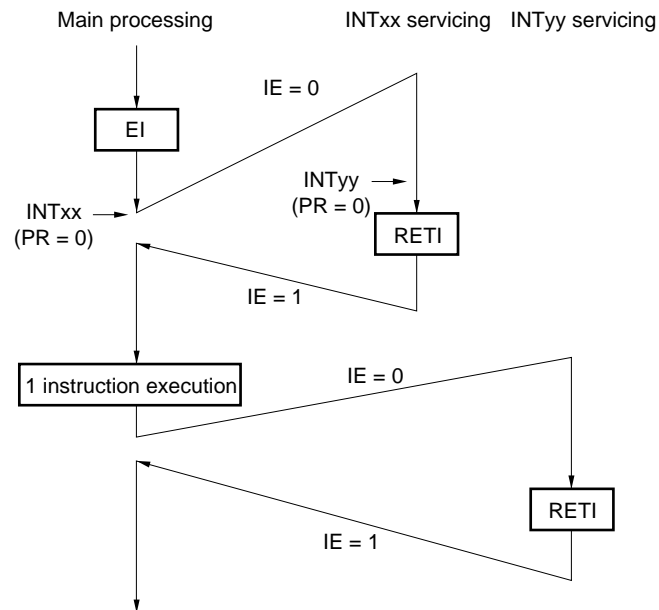 Main processing
INTxx servicing
INTyy servicing
IE = 0
EI
INTyy
(PR = 0)
INTxx
(PR = 0)
RETI
IE = 1
1 instruction execution
IE = 0
RETI
IE = 1